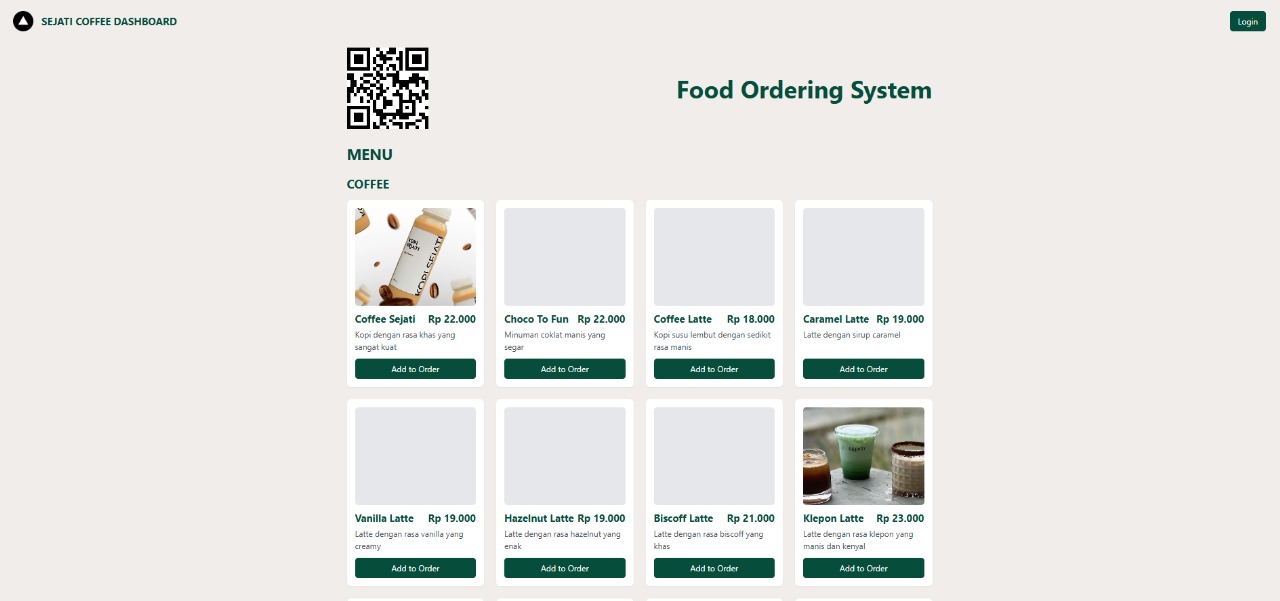 SEJATI COFFEE DASHBOARD
Login
Food Ordering System
MENU
COFFEE
KOPI SEJATI
Coffee Sejati Rp 22.000
Kopi dengan rasa khas yang
sangat kuat
Add to Order
Choco To Fun Rp 22.000
Minuman coklat manis yang
segar
Add to Order
Coffee Latte Rp 18.000
Kopi susu lembut dengan sedikit
rasa manis
Add to Order
Caramel Latte Rp 19.000
Latte dengan sirup caramel
Add to Order
Vanilla Latte Rp 19.000
Latte dengan rasa vanilla yang
creamy
Add to Order
Hazelnut Latte Rp 19.000
Latte dengan rasa hazelnut yang
enak
Add to Order
Biscoff Latte Rp 21.000
Latte dengan rasa biscoff yang
khas
Add to Order
Klepon Latte Rp 23.000
Latte dengan rasa klepon yang
manis dan kenyal
Add to Order